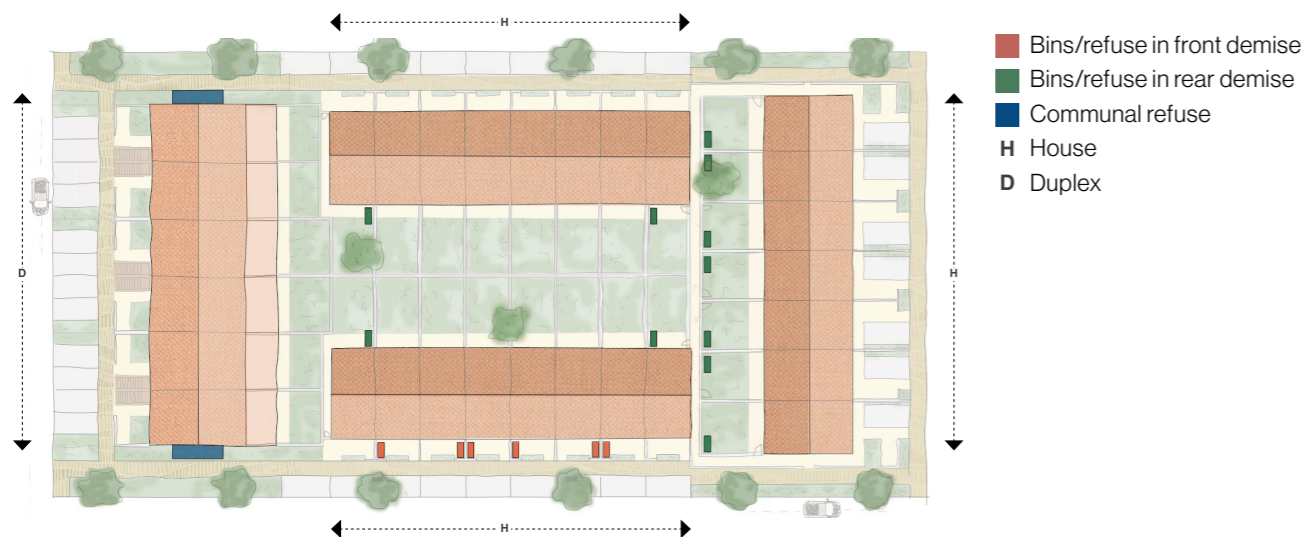 H
Bins/refuse in front demise
Bins/refuse in rear demise
Communal refuse
H House
D Duplex
D
H
H